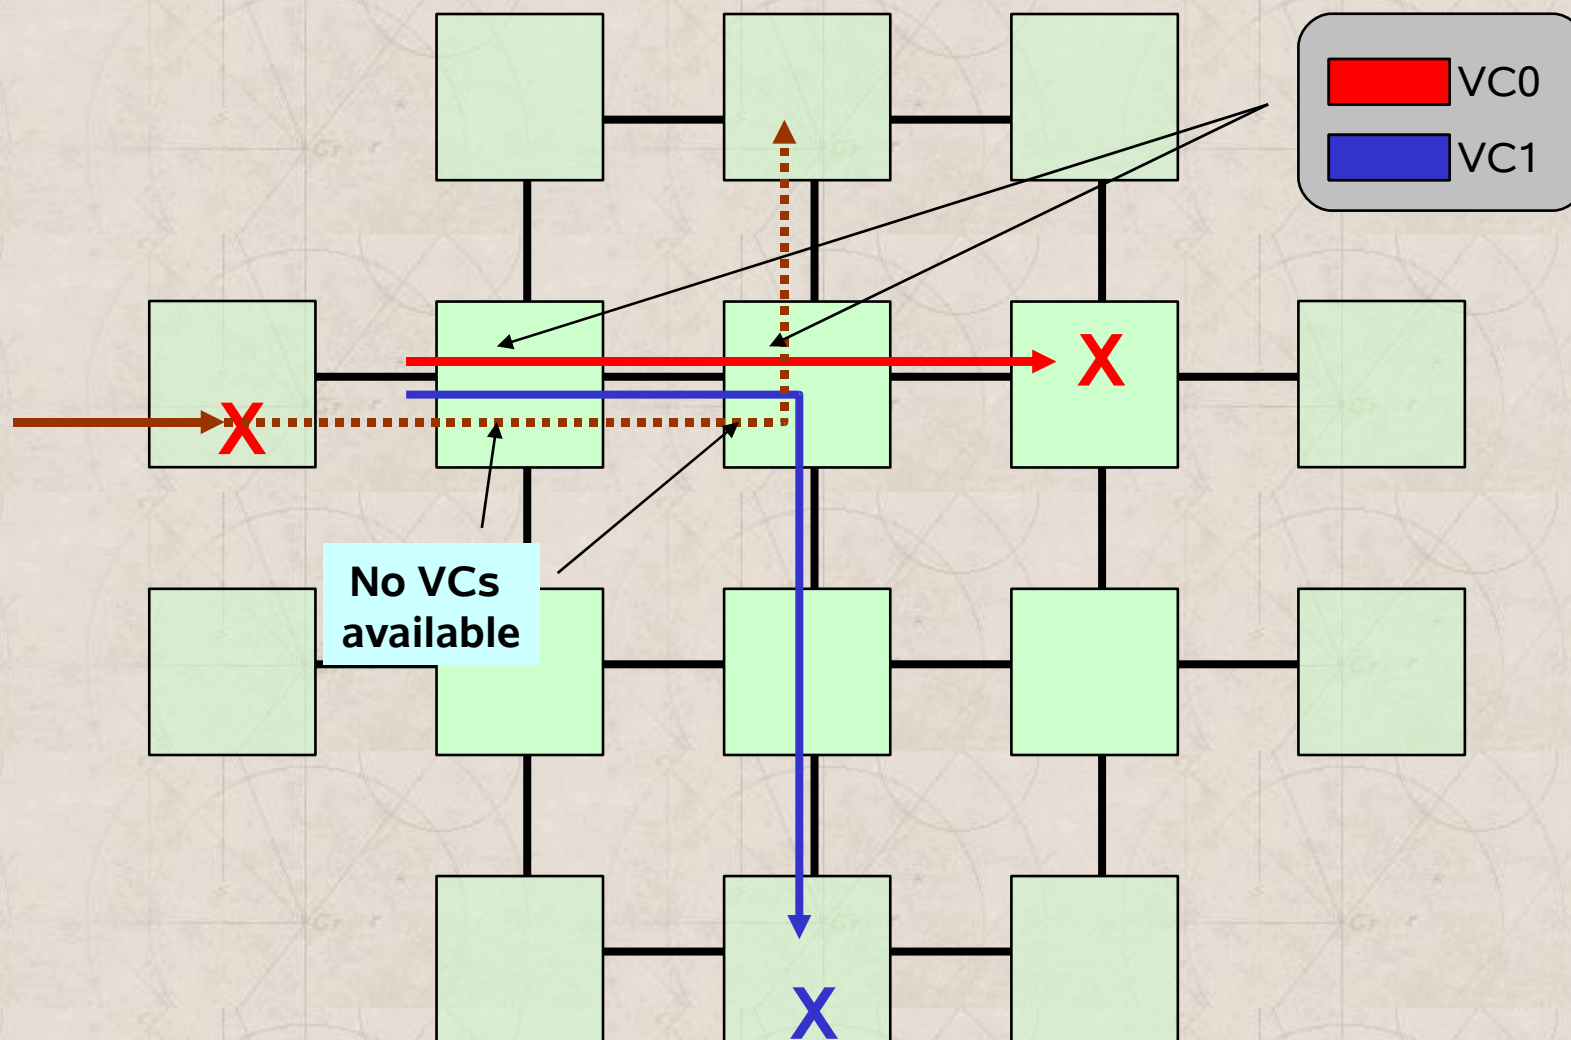 VC0
VC1
X
X
No VCs
available
X